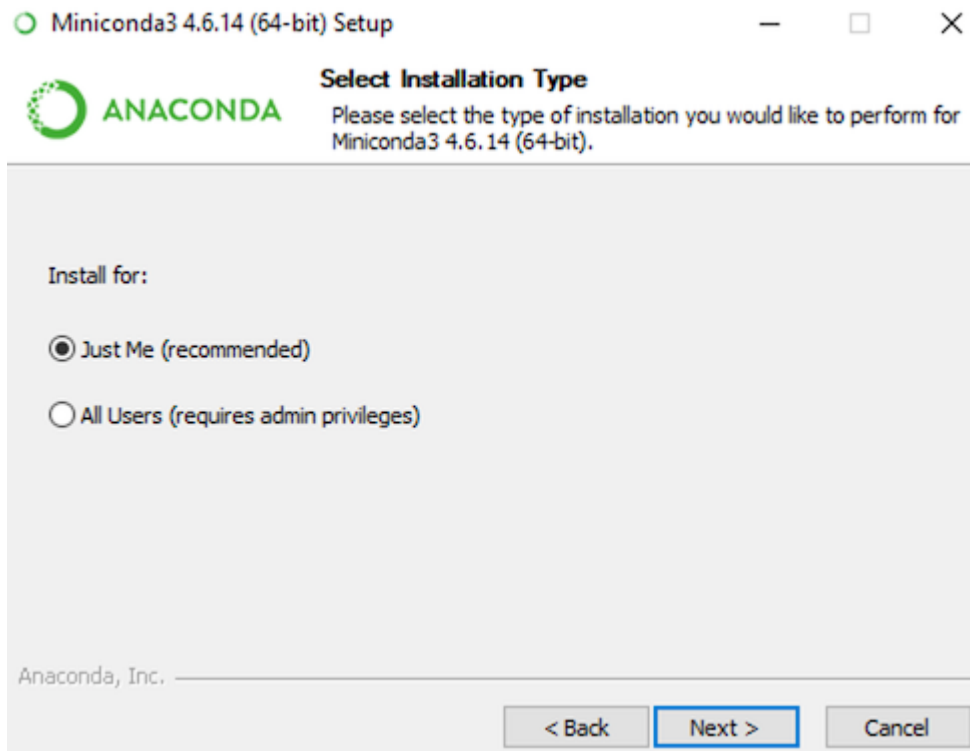 Miniconda3 4.6.14 (64-bit) Setup
ANACONDA
Select Installation Type
Please select the type of installation you would like to perform for
Miniconda3 4.6.14 (64-bit).
Install for:
Just Me (recommended)
All Users (requires admin privileges)
Anaconda, Inc.
< Back
Next >
Cancel